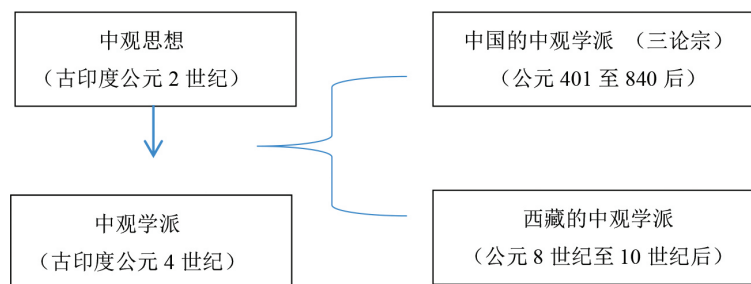 中观思想
（古印度公元 2 世纪）
中国的中观学派 （三论宗）
（公元 401 至 840 后）
中观学派
（古印度公元 4 世纪）
西藏的中观学派
（公元 8 世纪至 10 世纪后）